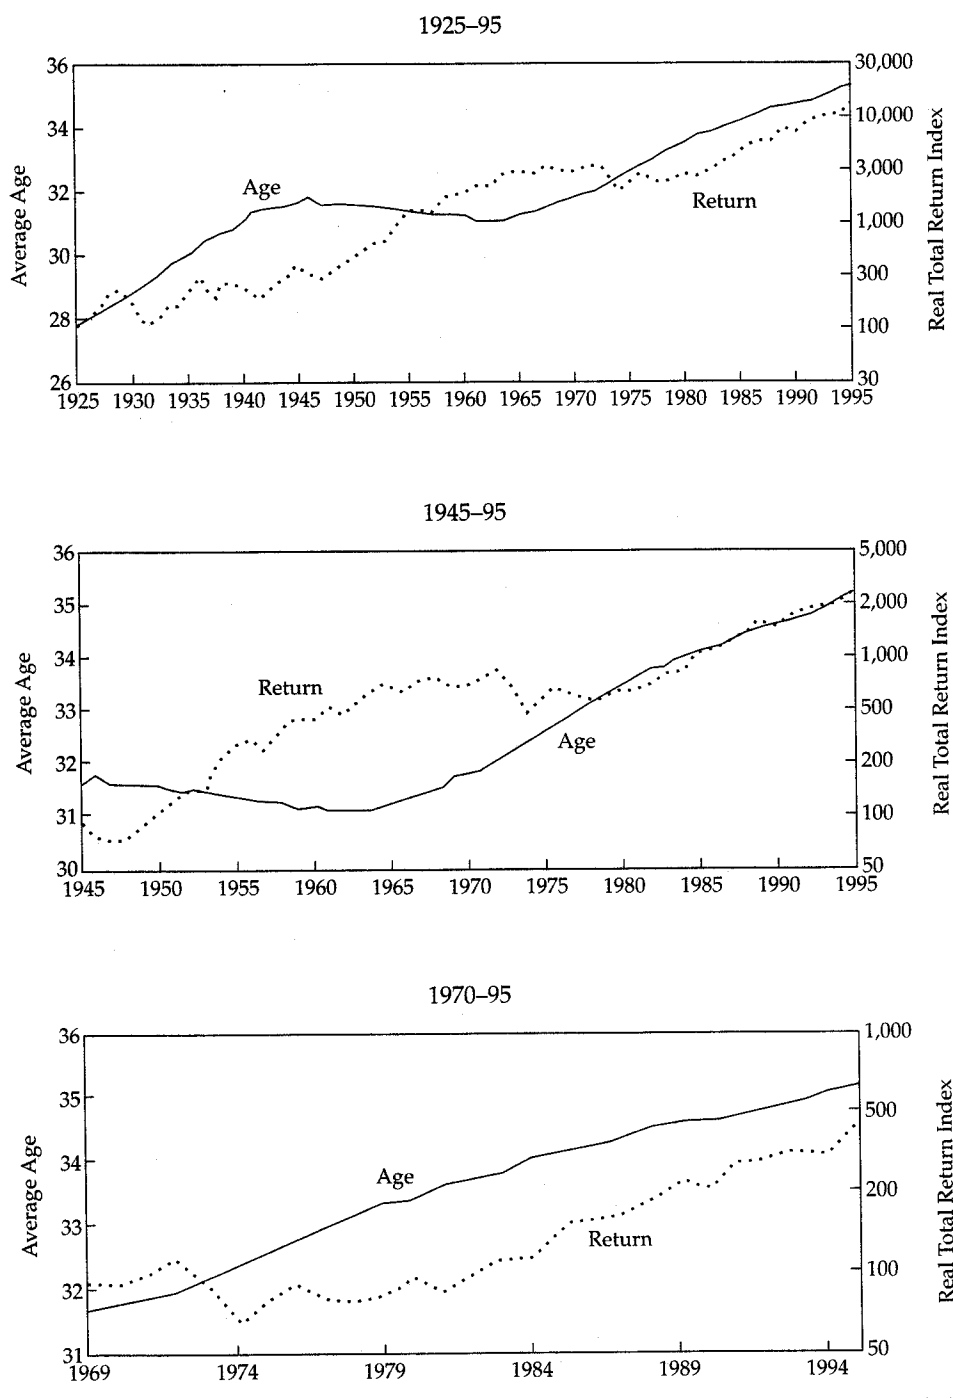 1925–95
36
34
32
30
28
26
Average Age
Age
Return
30,000
10,000
3,000
1,000
300
100
30
Real Total Return Index
1925 1930 1935 1940 1945 1950 1955 1960 1965 1970 1975 1980 1985 1990 1995
1945–95
36
35
34
33
32
31
30
Average Age
Return
Age
5,000
2,000
1,000
500
200
100
50
Real Total Return Index
1945 1950 1955 1960 1965 1970 1975 1980 1985 1990 1995
1970–95
36
35
34
33
32
31
Average Age
Age
Return
1,000
500
200
100
50
Real Total Return Index
1969 1974 1979 1984 1989 1994